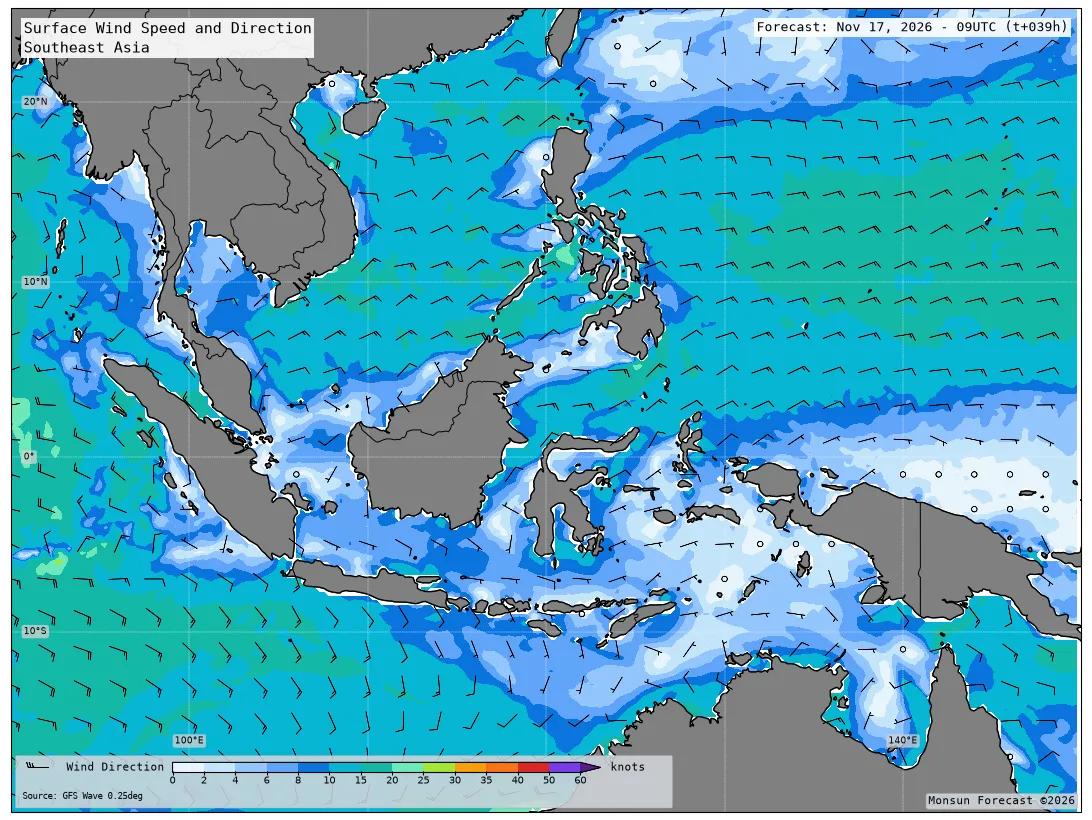 Surface Wind Speed and Direction
Southeast Asia
Forecast: Nov 17, 2026 - 09UTC (t+039h)
20°N
10°N
0°
10°S
100°E
140°E
Wind Direction
0 2 4 6 8 10 15 20 25 30 35 40 50 60
knots
Source: GFS Wave 0.25deg
Monsun Forecast ©2026